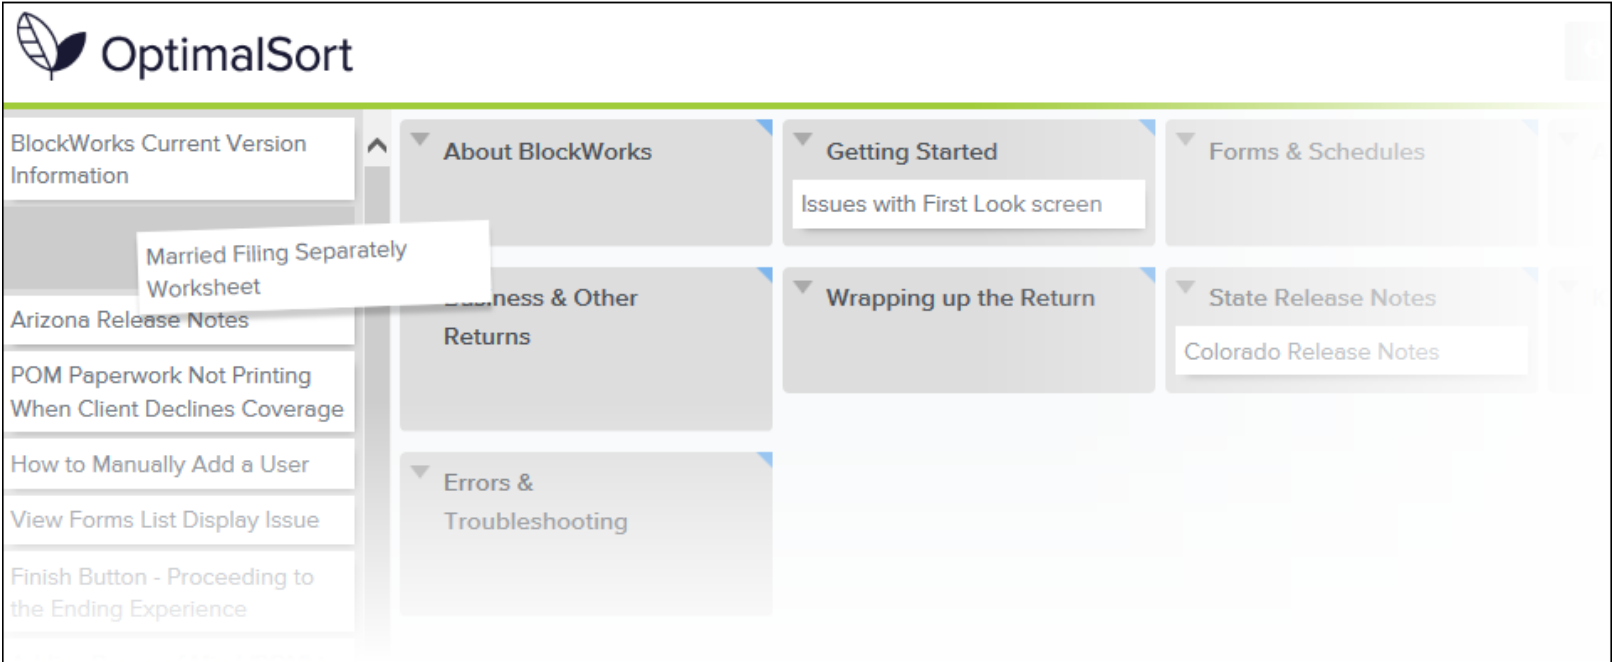 OptimalSort
BlockWorks Current Version
Information
Married Filing Separately
Worksheet
Arizona Release Notes
POM Paperwork Not Printing
When Client Declines Coverage
How to Manually Add a User
View Forms List Display Issue
Finish Button - Proceeding to
the Ending Experience
About BlockWorks
Getting Started
Issues with First Look screen
Forms & Schedules
Business & Other
Returns
Wrapping up the Return
State Release Notes
Colorado Release Notes
Errors &
Troubleshooting